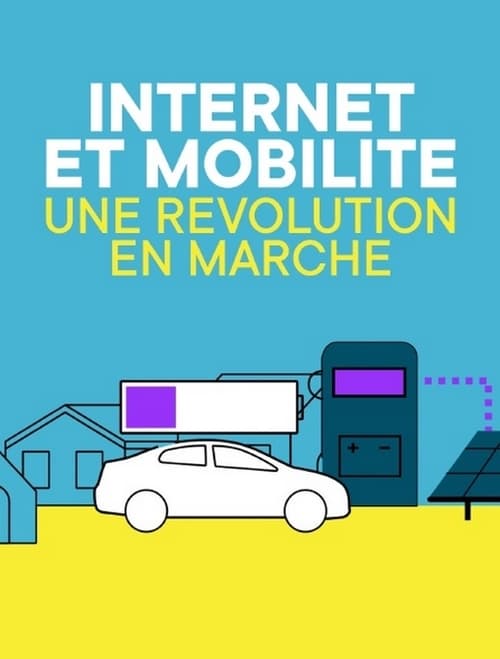 INTERNET
ET MOBILITE
UNE REVOLUTION
EN MARCHE
+ -